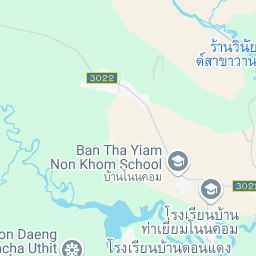 ร้านวินัย
ด์สาขาวาน
3022
Ban Tha Yiam
Non Khom School
บ้านโนนคอม
302
โรงเรียนบ้าน
ท่าเยี่ยมโนนคอม
on Daeng
cha Uthit
โรงเรียนบ้านดอนแดง